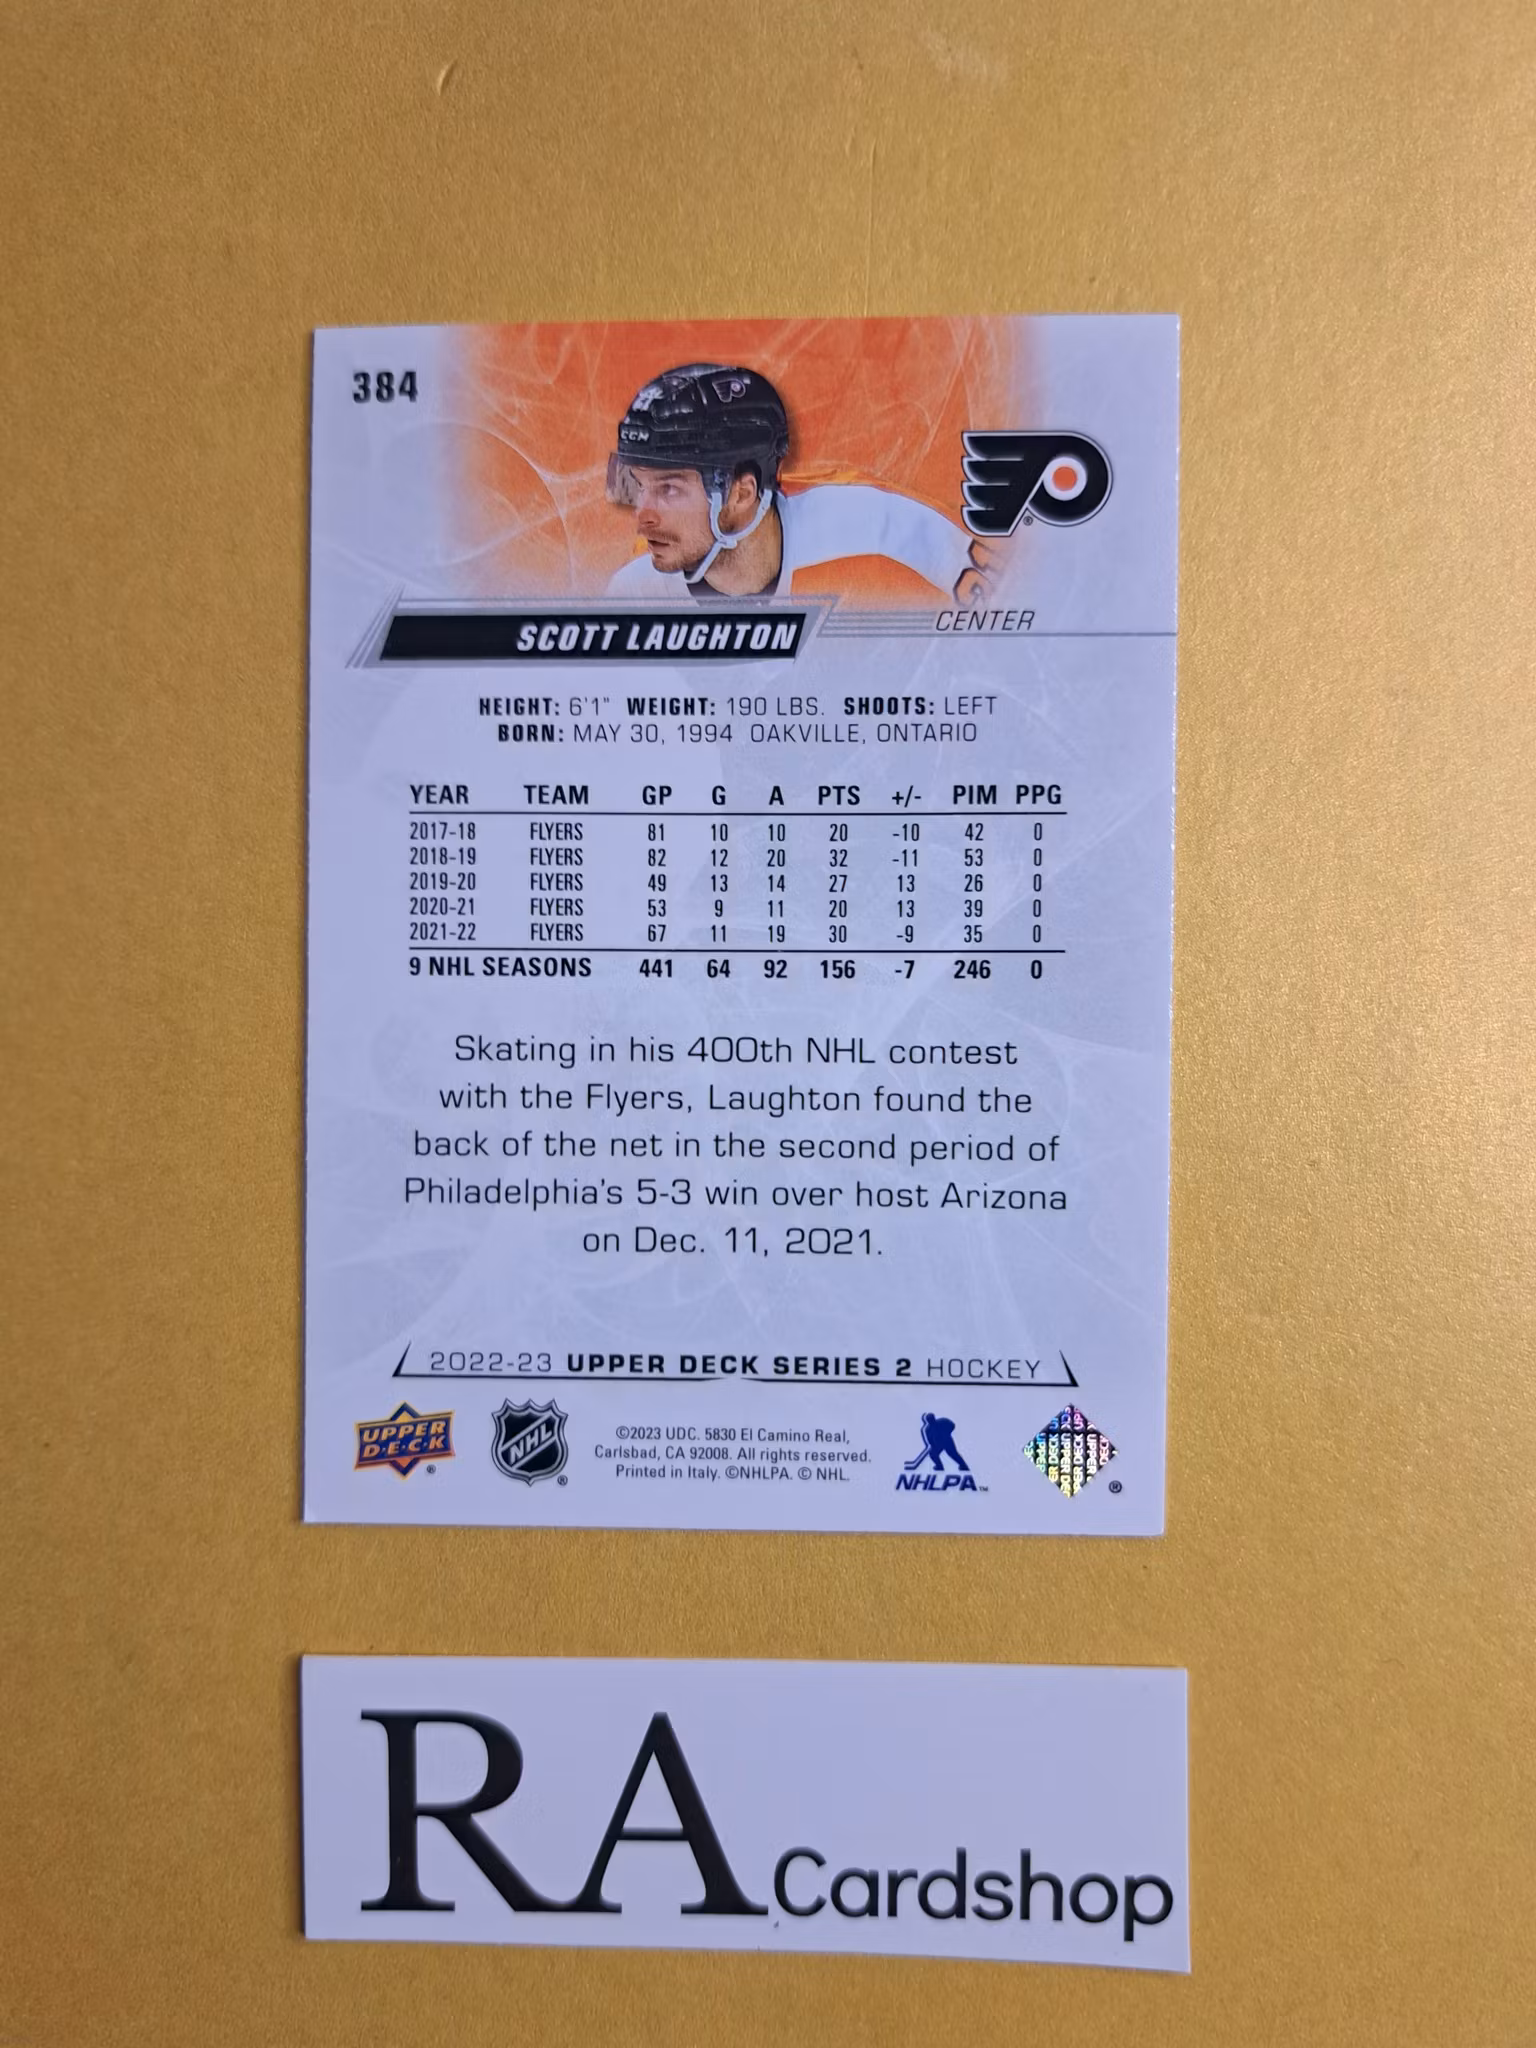 384
CCM
SCOTT LAUGHTON
CENTER
HEIGHT: 6'1" WEIGHT: 190 LBS. SHOOTS: LEFT
BORN: MAY 30, 1994 OAKVILLE, ONTARIO
YEAR TEAM GP G A PTS +/- PIM PPG
2017-18 FLYERS 81 10 10 20 -10 42 0
2018-19 FLYERS 82 12 20 32 -11 53 0
2019-20 FLYERS 49 13 14 27 13 26 0
2020-21 FLYERS 53 9 11 20 13 39 0
2021-22 FLYERS 67 11 19 30 -9 35 0
9 NHL SEASONS 441 64 92 156 -7 246 0
Skating in his 400th NHL contest
with the Flyers, Laughton found the
back of the net in the second period of
Philadelphia's 5-3 win over host Arizona
on Dec. 11, 2021.
2022-23 UPPER DECK SERIES 2 HOCKEY
UPPER
D·E·C·K ®
NHL ®
©2023 UDC. 5830 El Camino Real,
Carlsbad, CA 92008. All rights reserved.
Printed in Italy. ©NHLPA. © NHL.
NHLPA™
UPPER DECK ®
RA Cardshop